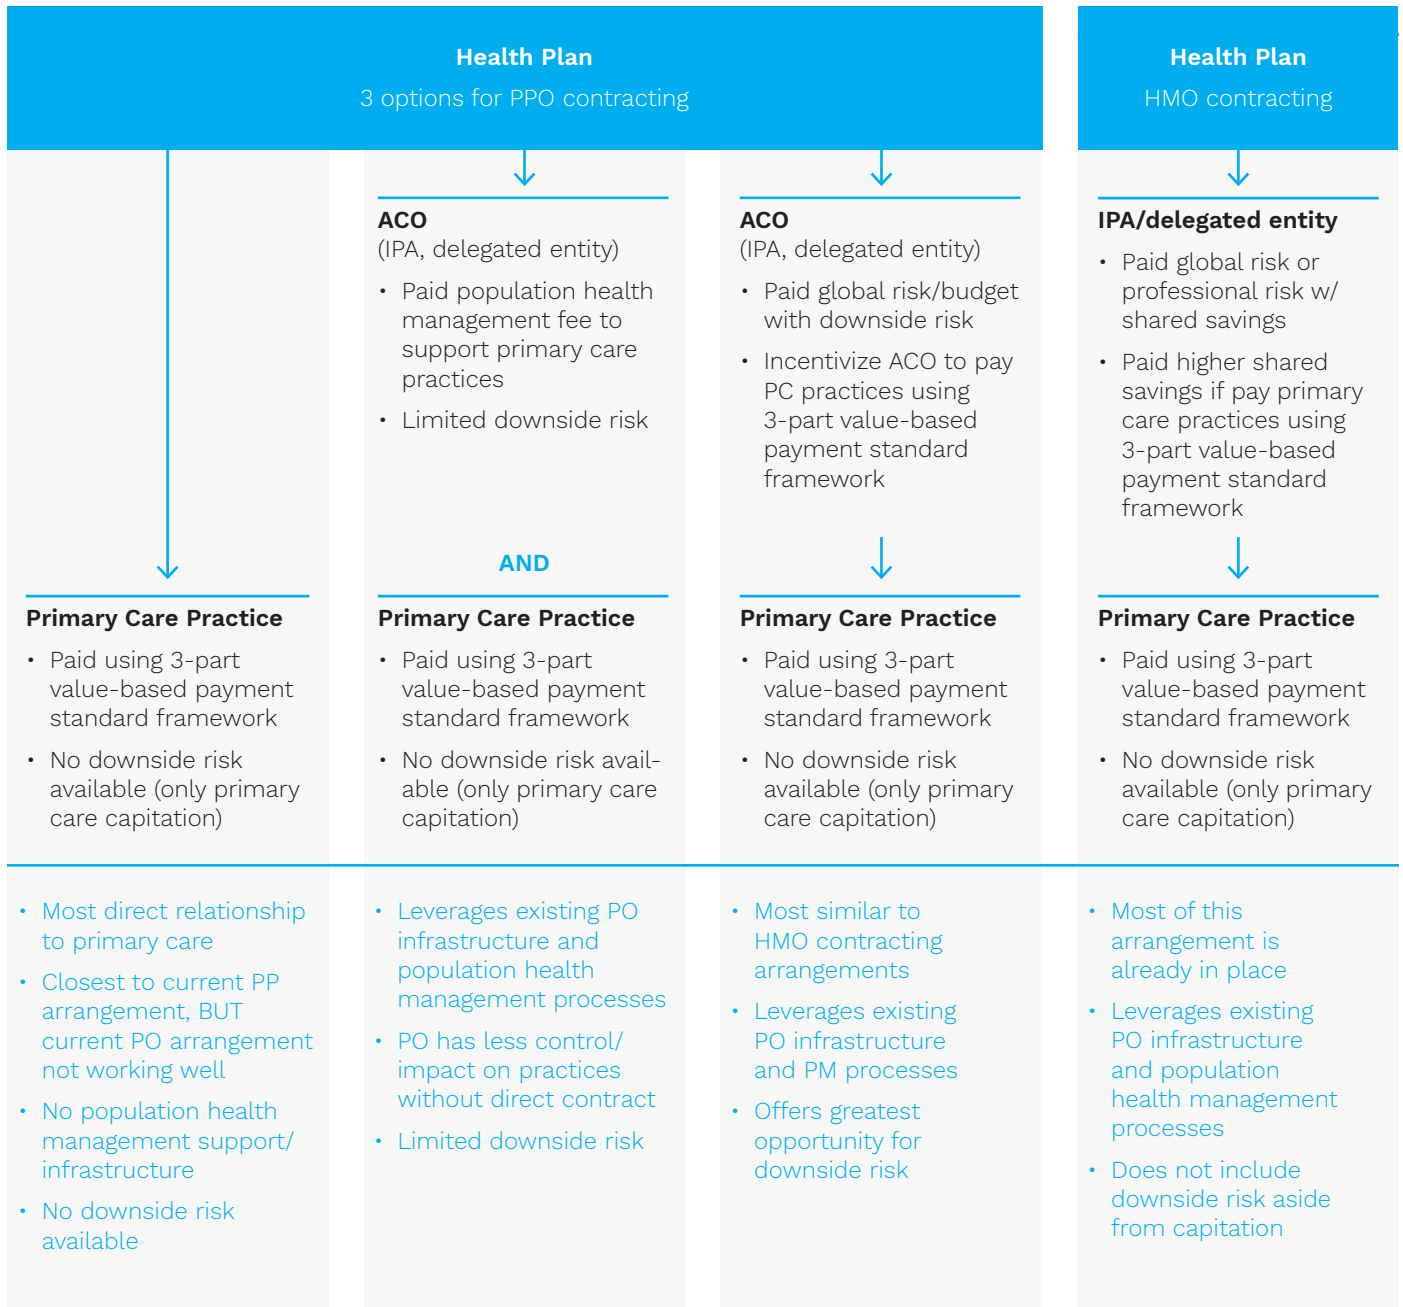 Health Plan
3 options for PPO contracting
Health Plan
HMO contracting
Primary Care Practice
• Paid using 3-part
value-based payment
standard framework
• No downside risk
available (only primary
care capitation)
• Most direct relationship
to primary care
• Closest to current PP
arrangement, BUT
current PO arrangement
not working well
• No population health
management support/
infrastructure
• No downside risk
available
ACO
(IPA, delegated entity)
• Paid population health
management fee to
support primary care
practices
• Limited downside risk
AND
Primary Care Practice
• Paid using 3-part
value-based payment
standard framework
• No downside risk avail-
able (only primary care
capitation)
• Leverages existing PO
infrastructure and
population health
management processes
• PO has less control/
impact on practices
without direct contract
• Limited downside risk
ACO
(IPA, delegated entity)
• Paid global risk/budget
with downside risk
• Incentivize ACO to pay
PC practices using
3-part value-based
payment standard
framework
Primary Care Practice
• Paid using 3-part
value-based payment
standard framework
• No downside risk
available (only primary
care capitation)
• Most similar to
HMO contracting
arrangements
• Leverages existing
PO infrastructure
and PM processes
• Offers greatest
opportunity for
downside risk
IPA/delegated entity
• Paid global risk or
professional risk w/
shared savings
• Paid higher shared
savings if pay primary
care practices using
3-part value-based
payment standard
framework
Primary Care Practice
• Paid using 3-part
value-based payment
standard framework
• No downside risk
available (only primary
care capitation)
• Most of this
arrangement is
already in place
• Leverages existing
PO infrastructure
and population
health management
processes
• Does not include
downside risk aside
from capitation